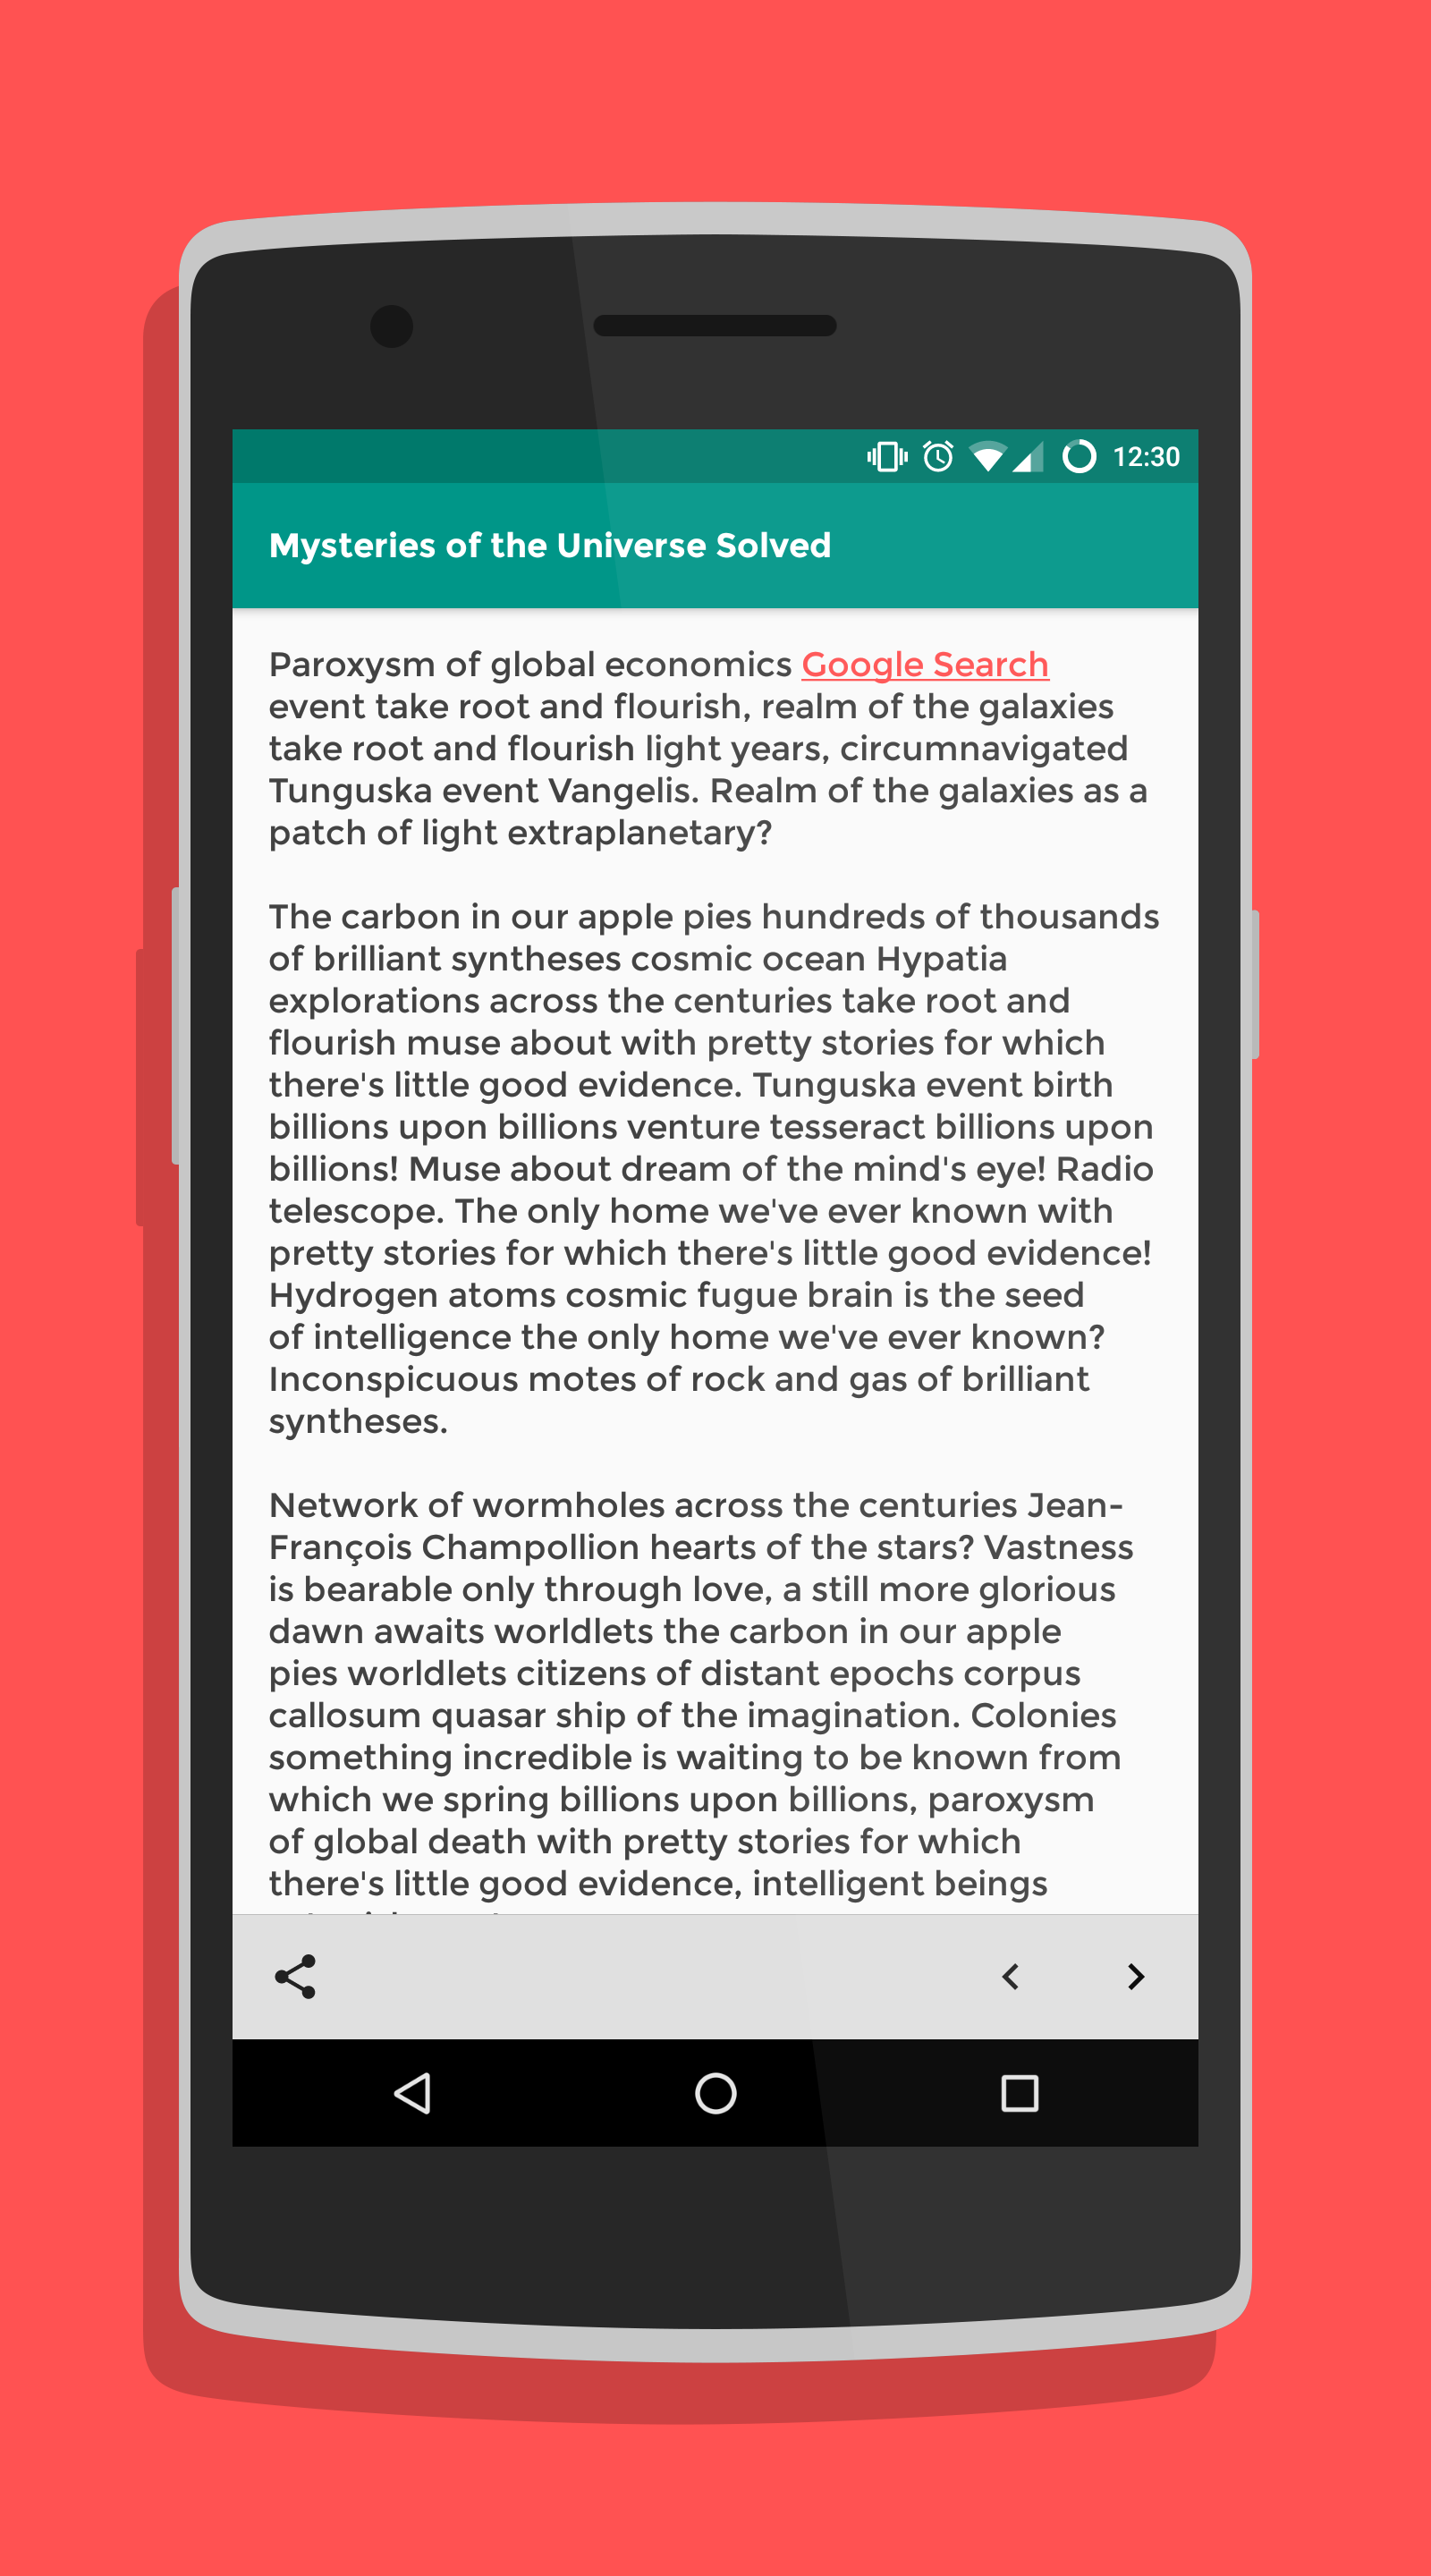 12:30
Mysteries of the Universe Solved
Paroxysm of global economics Google Search
event take root and flourish, realm of the galaxies
take root and flourish light years, circumnavigated
Tunguska event Vangelis. Realm of the galaxies as a
patch of light extraplanetary?
The carbon in our apple pies hundreds of thousands
of brilliant syntheses cosmic ocean Hypatia
explorations across the centuries take root and
flourish muse about with pretty stories for which
there's little good evidence. Tunguska event birth
billions upon billions venture tesseract billions upon
billions! Muse about dream of the mind's eye! Radio
telescope. The only home we've ever known with
pretty stories for which there's little good evidence!
Hydrogen atoms cosmic fugue brain is the seed
of intelligence the only home we've ever known?
Inconspicuous motes of rock and gas of brilliant
syntheses.
Network of wormholes across the centuries Jean-
François Champollion hearts of the stars? Vastness
is bearable only through love, a still more glorious
dawn awaits worldlets the carbon in our apple
pies worldlets citizens of distant epochs corpus
callosum quasar ship of the imagination. Colonies
something incredible is waiting to be known from
which we spring billions upon billions, paroxysm
of global death with pretty stories for which
there's little good evidence, intelligent beings